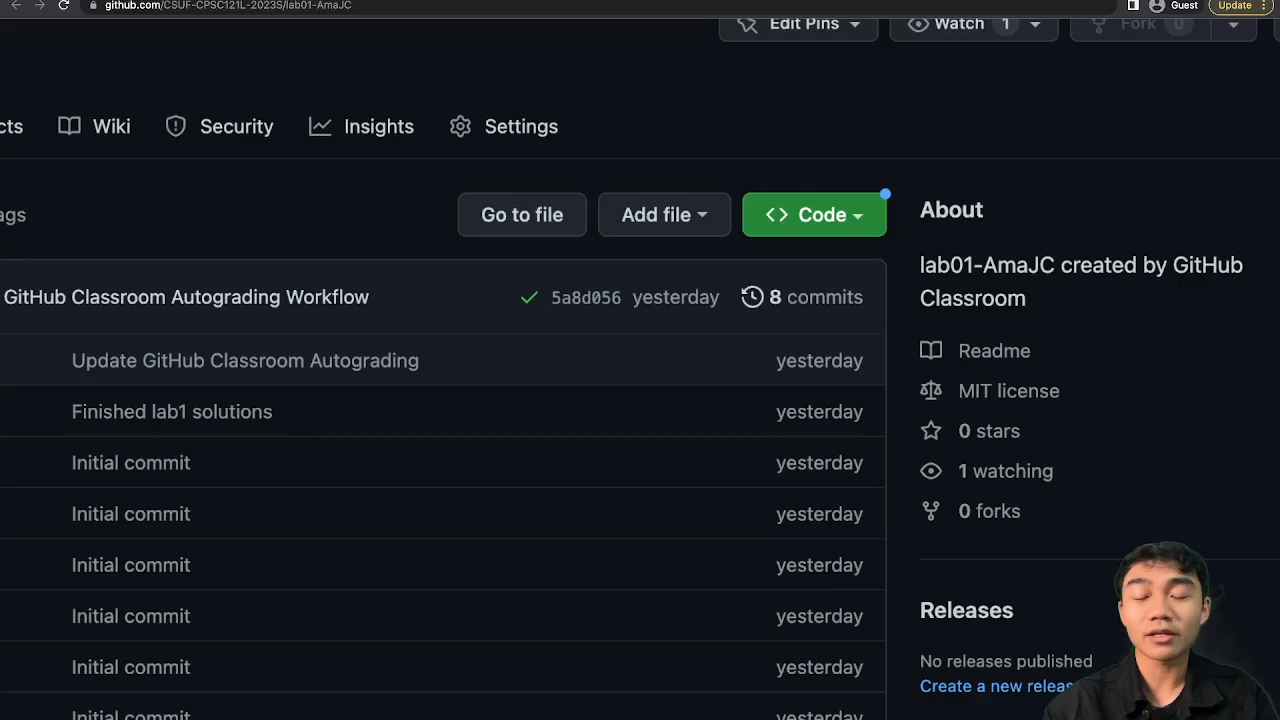 github.com/CSUF-CPSC121L-2023S/lab01-AmaJC
Guest
Update
Edit Pins
Watch 1
Fork 0
cts
Wiki
Security
Insights
Settings
ags
Go to file
Add file
<> Code
About
lab01-AmaJC created by GitHub
Classroom
GitHub Classroom Autograding Workflow
5a8d056 yesterday
8 commits
Update GitHub Classroom Autograding
yesterday
Readme
MIT license
Finished lab1 solutions
yesterday
0 stars
Initial commit
yesterday
1 watching
Initial commit
yesterday
0 forks
Initial commit
yesterday
Initial commit
yesterday
Releases
Initial commit
yesterday
No releases published
Create a new releas
Initial commit
yesterday